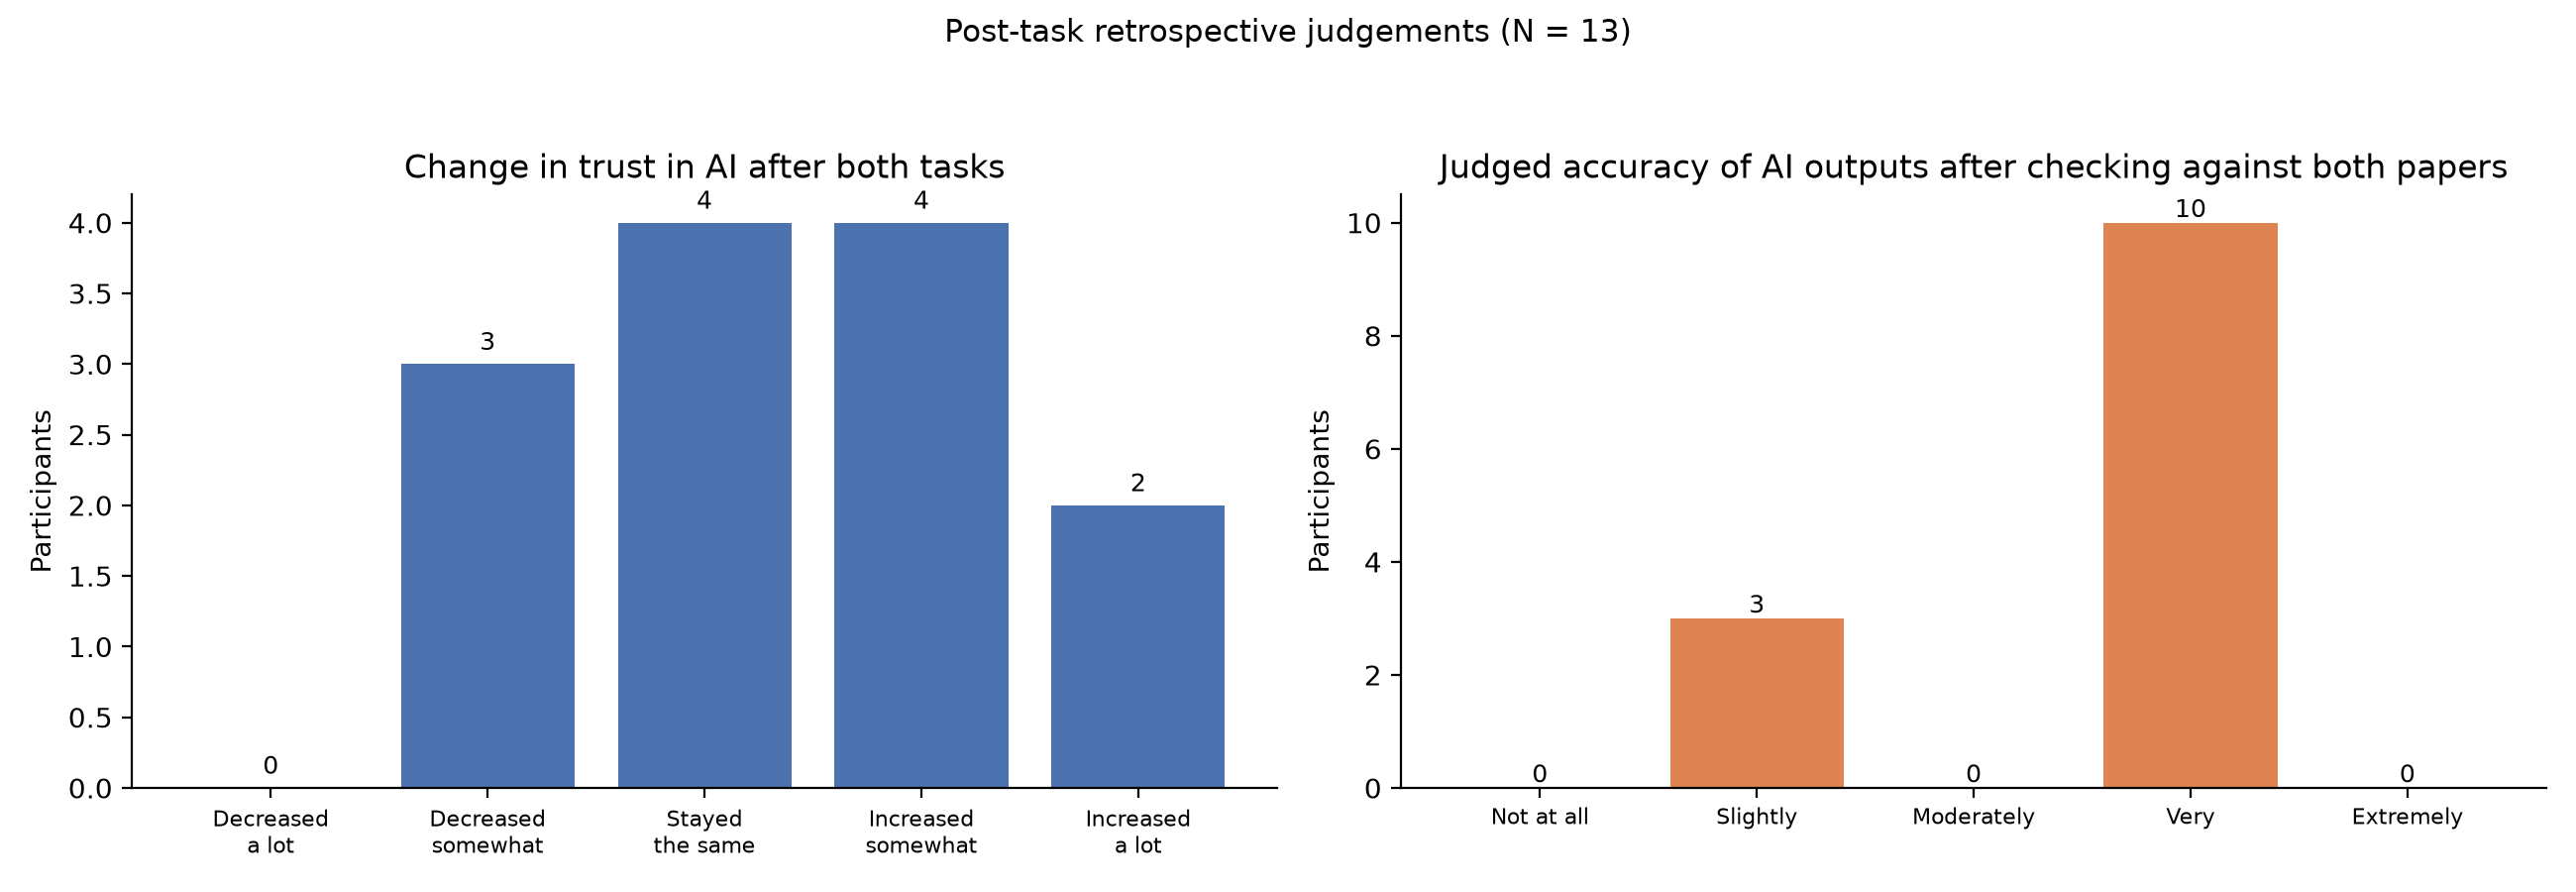 Post-task retrospective judgements (N = 13)
Change in trust in AI after both tasks
Participants
4.0
3.5
3.0
2.5
2.0
1.5
1.0
0.5
0.0
0
3
4
4
2
Decreased
a lot
Decreased
somewhat
Stayed
the same
Increased
somewhat
Increased
a lot
Judged accuracy of AI outputs after checking against both papers
Participants
10
8
6
4
2
0
0
3
0
10
0
Not at all
Slightly
Moderately
Very
Extremely